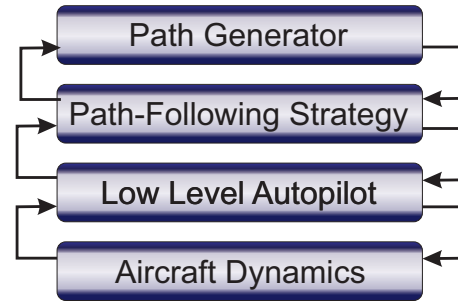 Path Generator
Path-Following Strategy
Low Level Autopilot
Aircraft Dynamics